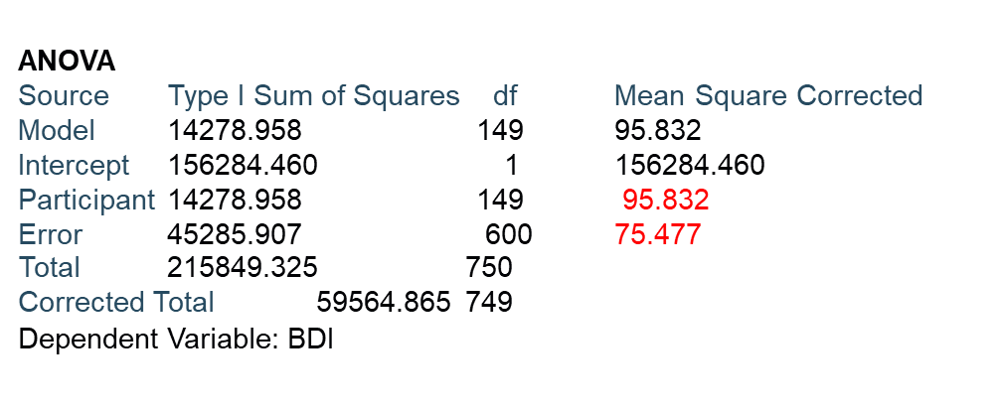 ANOVA
Source Type I Sum of Squares df Mean Square Corrected
Model 14278.958 149 95.832
Intercept 156284.460 1 156284.460
Participant 14278.958 149 95.832
Error 45285.907 600 75.477
Total 215849.325 750
Corrected Total 59564.865 749
Dependent Variable: BDI